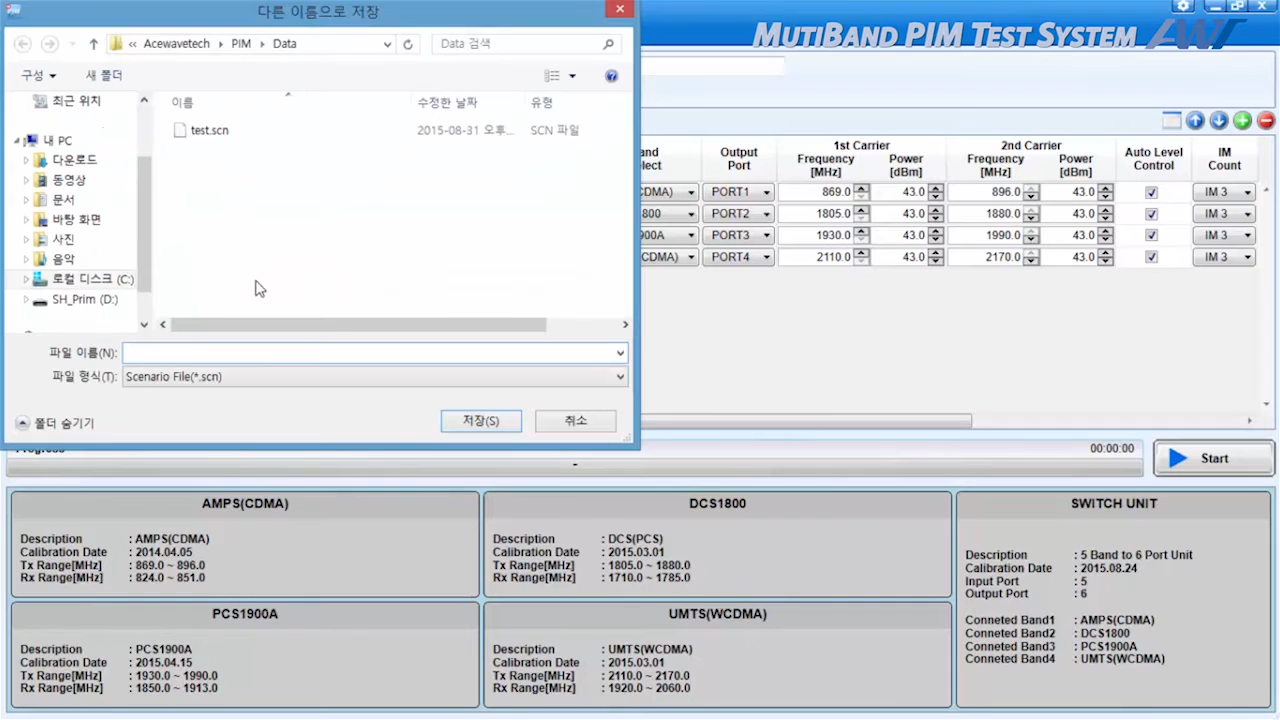 다른 이름으로 저장
MUTIBAND PIM TEST SYSTEM AWT
« Acewavetech › PIM › Data
Data 검색
구성
새 폴더
최근 위치
내 PC
다운로드
동영상
문서
바탕 화면
사진
음악
로컬 디스크 (C:)
SH_Prim (D:)
이름 수정한 날짜 유형
test.scn 2015-08-31 오후... SCN 파일
파일 이름(N):
파일 형식(T): Scenario File(*.scn)
폴더 숨기기
저장(S)
취소
Output Port
1st Carrier
Frequency [MHz]
Power [dBm]
2nd Carrier
Frequency [MHz]
Power [dBm]
Auto Level Control
IM Count
CDMA) PORT1 869.0 43.0 896.0 43.0 IM 3
800 PORT2 1805.0 43.0 1880.0 43.0 IM 3
900A PORT3 1930.0 43.0 1990.0 43.0 IM 3
CDMA) PORT4 2110.0 43.0 2170.0 43.0 IM 3
Progress
00:00:00
-
Start
AMPS(CDMA)
Description : AMPS(CDMA)
Calibration Date : 2014.04.05
Tx Range[MHz] : 869.0 ~ 896.0
Rx Range[MHz] : 824.0 ~ 851.0
DCS1800
Description : DCS(PCS)
Calibration Date : 2015.03.01
Tx Range[MHz] : 1805.0 ~ 1880.0
Rx Range[MHz] : 1710.0 ~ 1785.0
PCS1900A
Description : PCS1900A
Calibration Date : 2015.04.15
Tx Range[MHz] : 1930.0 ~ 1990.0
Rx Range[MHz] : 1850.0 ~ 1913.0
UMTS(WCDMA)
Description : UMTS(WCDMA)
Calibration Date : 2015.03.01
Tx Range[MHz] : 2110.0 ~ 2170.0
Rx Range[MHz] : 1920.0 ~ 2060.0
SWITCH UNIT
Description : 5 Band to 6 Port Unit
Calibration Date : 2015.08.24
Input Port : 5
Output Port : 6
Conneted Band1 : AMPS(CDMA)
Conneted Band2 : DCS1800
Conneted Band3 : PCS1900A
Conneted Band4 : UMTS(WCDMA)